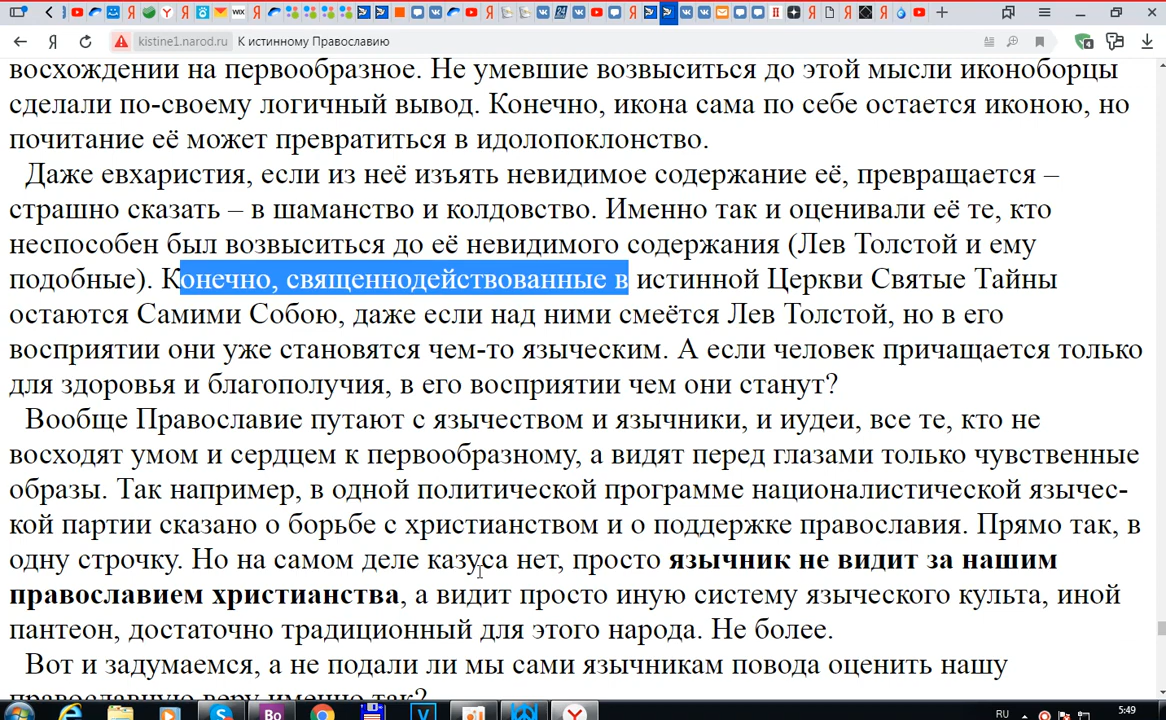 kistine1.narod.ru К истинному Православию
восхождении на первообразное. Не умевшие возвыситься до этой мысли иконоборцы
сделали по-своему логичный вывод. Конечно, икона сама по себе остается иконою, но
почитание её может превратиться в идолопоклонство.
Даже евхаристия, если из неё изъять невидимое содержание её, превращается –
страшно сказать – в шаманство и колдовство. Именно так и оценивали её те, кто
неспособен был возвыситься до её невидимого содержания (Лев Толстой и ему
подобные). Конечно, священнодействованные в истинной Церкви Святые Тайны
остаются Самими Собою, даже если над ними смеётся Лев Толстой, но в его
восприятии они уже становятся чем-то языческим. А если человек причащается только
для здоровья и благополучия, в его восприятии чем они станут?
Вообще Православие путают с язычеством и язычники, и иудеи, все те, кто не
восходят умом и сердцем к первообразному, а видят перед глазами только чувственные
образы. Так например, в одной политической программе националистической язычес-
кой партии сказано о борьбе с христианством и о поддержке православия. Прямо так, в
одну строчку. Но на самом деле казуса нет, просто язычник не видит за нашим
православием христианства, а видит просто иную систему языческого культа, иной
пантеон, достаточно традиционный для этого народа. Не более.
Вот и задумаемся, а не подали ли мы сами язычникам повода оценить нашу
православную веру именно так?
RU 5:49